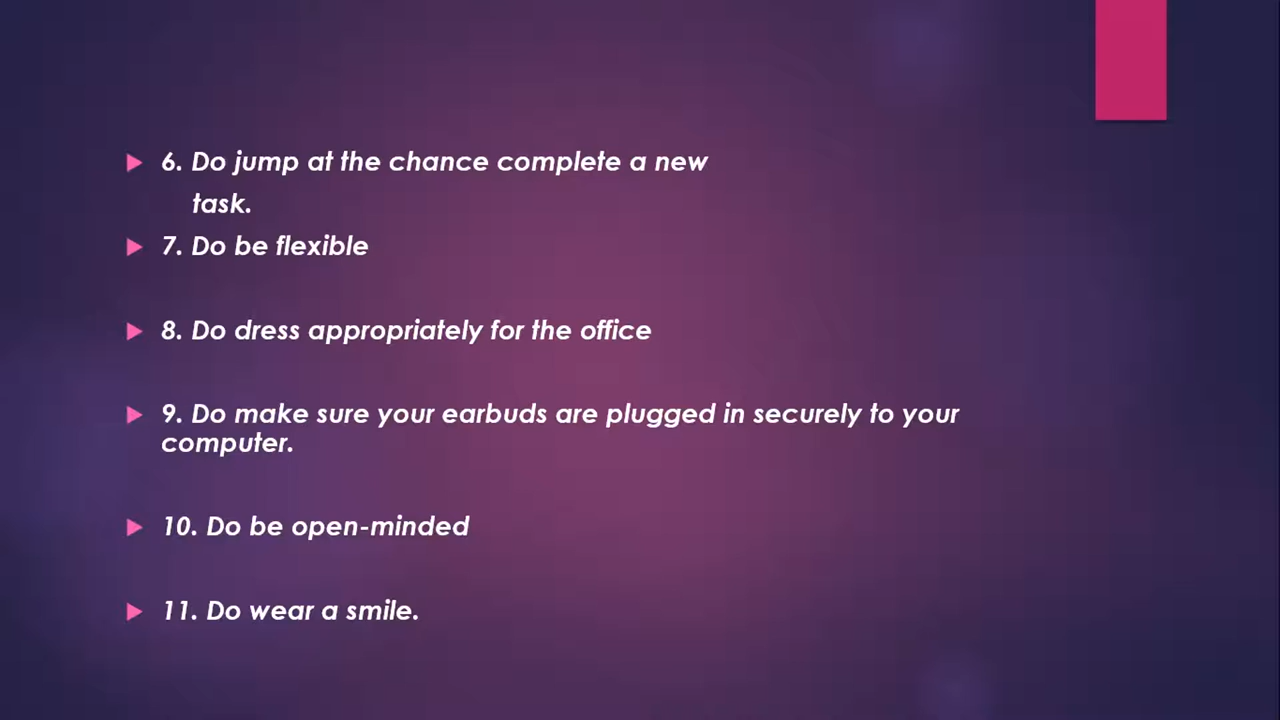 6. Do jump at the chance complete a new
task.
7. Do be flexible
8. Do dress appropriately for the office
9. Do make sure your earbuds are plugged in securely to your
computer.
10. Do be open-minded
11. Do wear a smile.